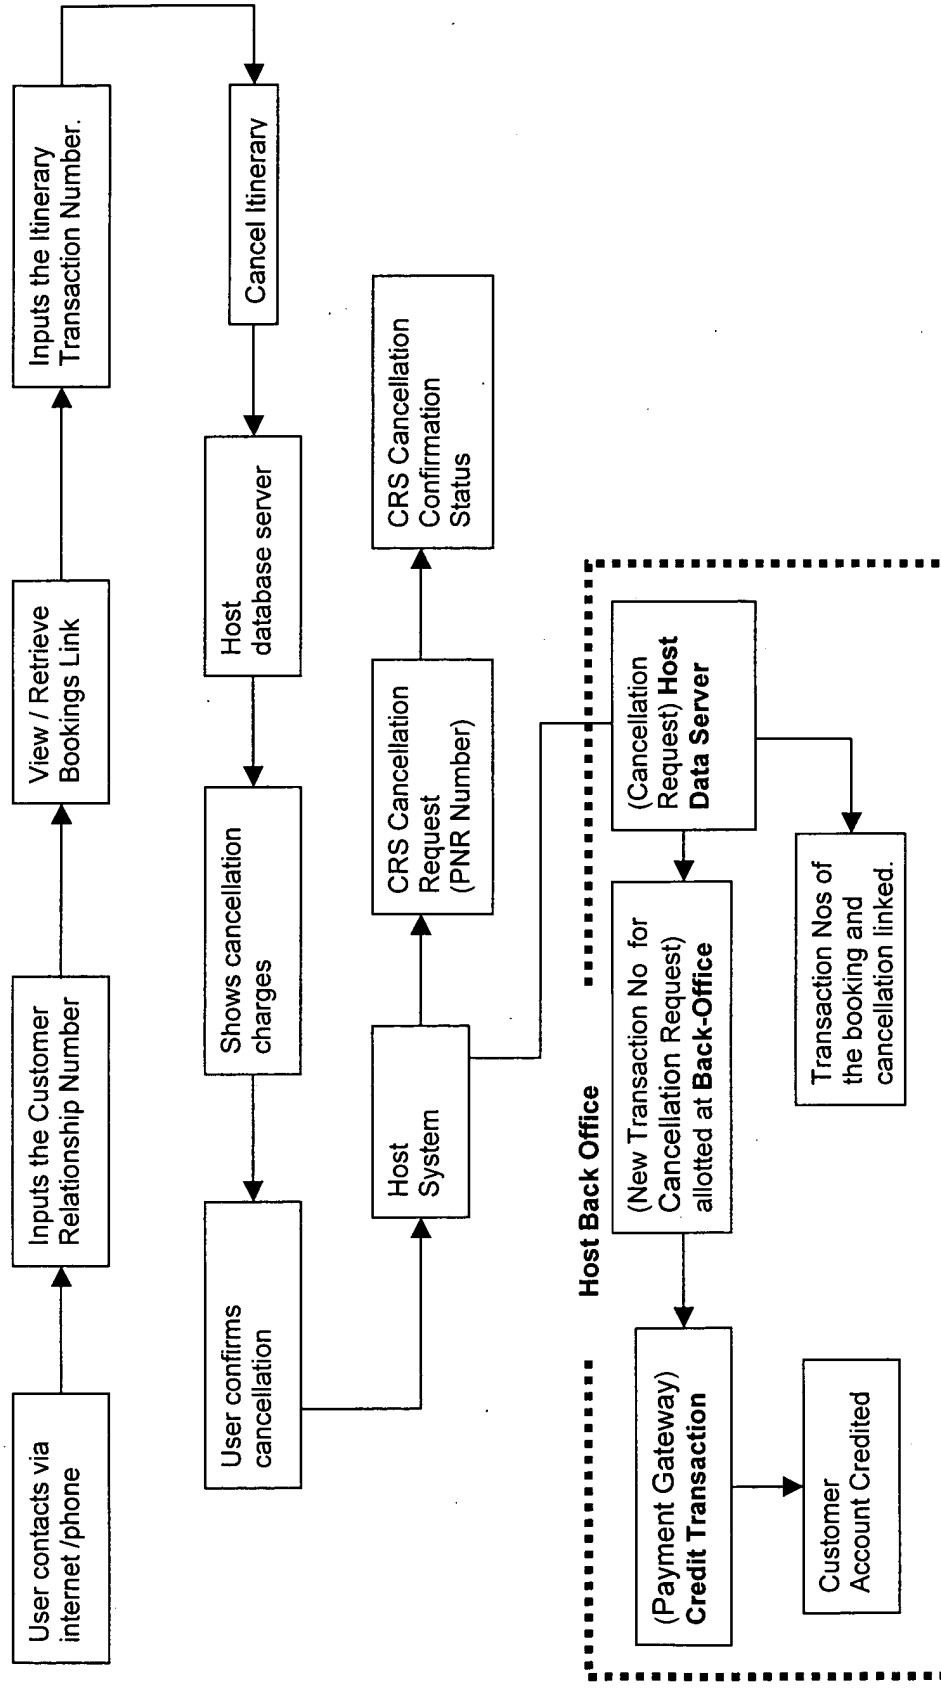 User contacts via
internet /phone
Inputs the Customer
Relationship Number
View / Retrieve
Bookings Link
Inputs the Itinerary
Transaction Number.
Cancel Itinerary
Host
database server
Shows cancellation
charges
User confirms
cancellation
Host
System
CRS Cancellation
Request
(PNR Number)
CRS Cancellation
Confirmation
Status
Host Back Office
(Cancellation
Request) Host
Data Server
(New Transaction No for
Cancellation Request)
allotted at Back-Office
(Payment Gateway)
Credit Transaction
Customer
Account Credited
Transaction Nos of
the booking and
cancellation linked.